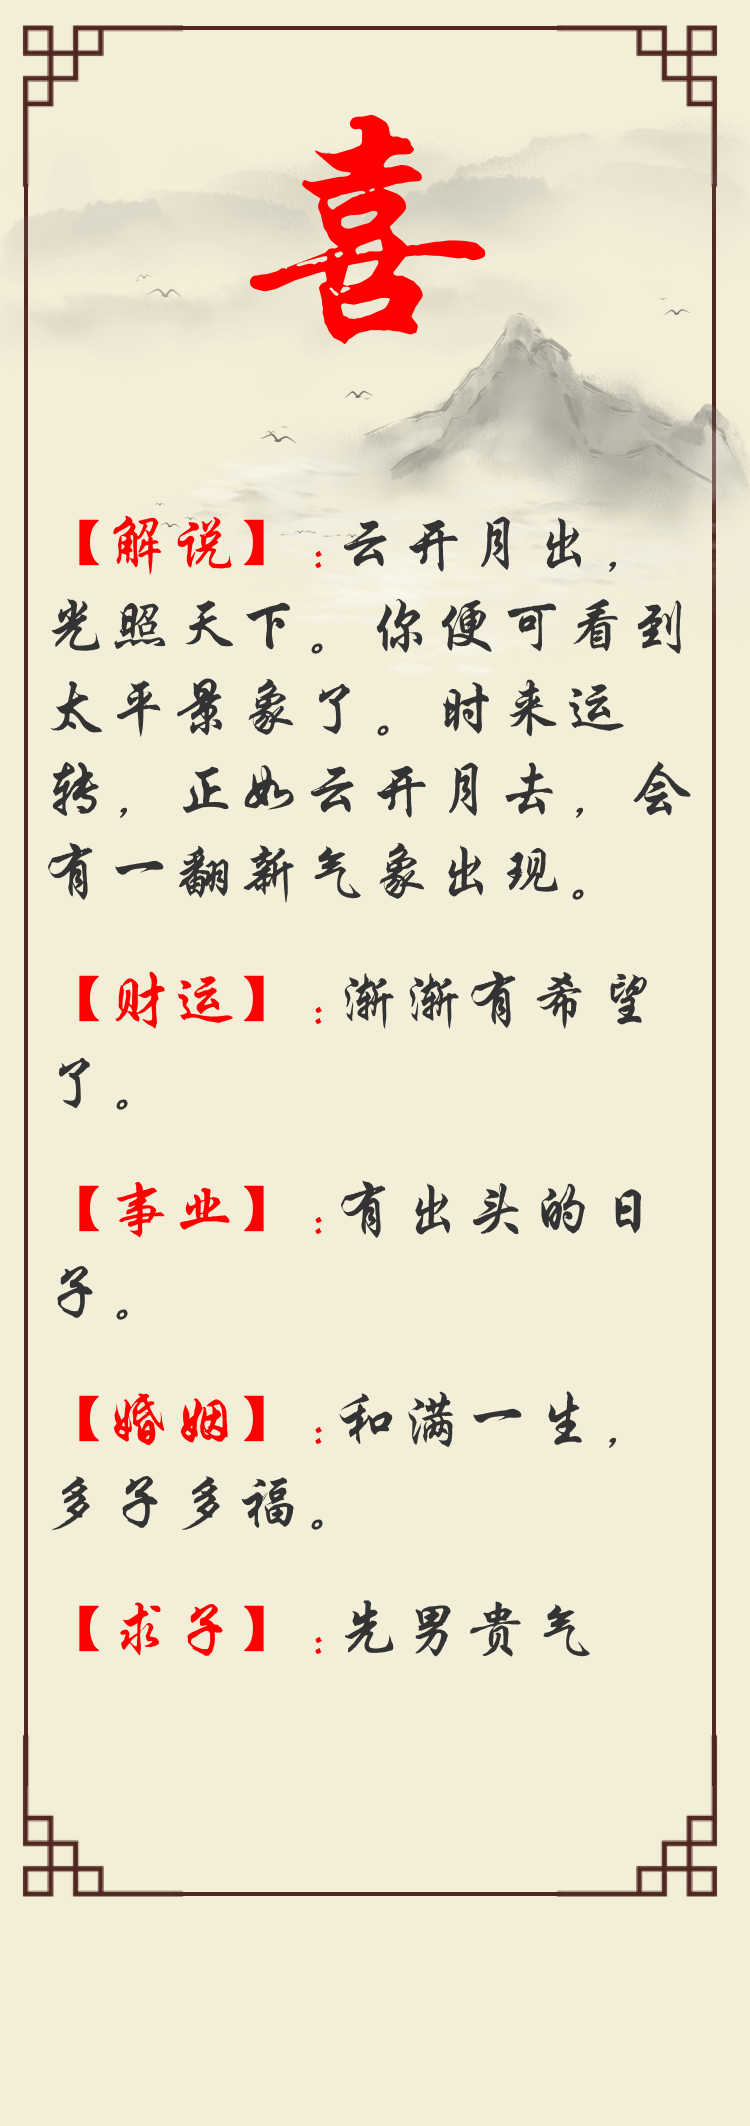 喜
【解说】：云开月出，
光照天下。你便可看到
太平景象了。时来运
转，正如云开月去，会
有一翻新气象出现。
【财运】：渐渐有希望
了。
【事业】：有出头的日
子。
【婚姻】：和满一生，
多子多福。
【求子】：先男贵气